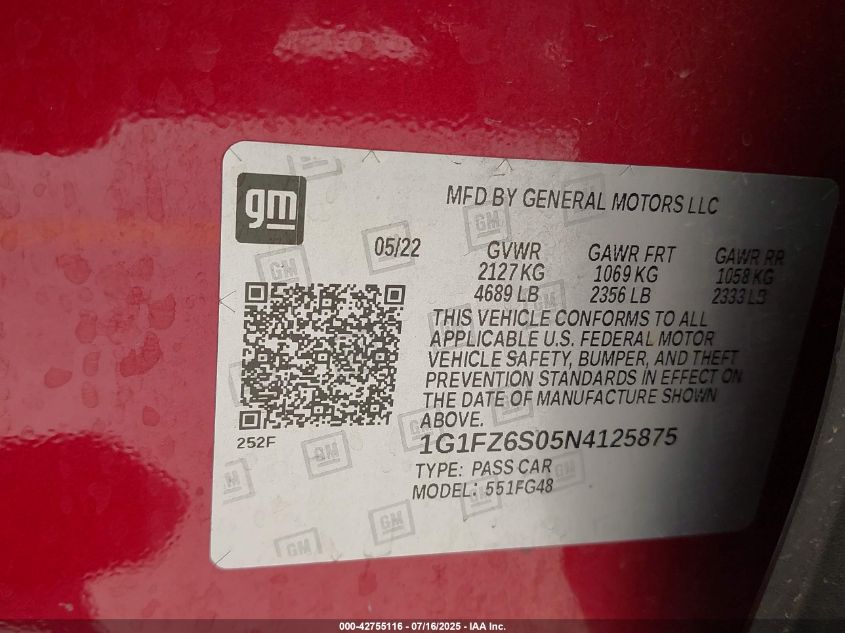 gm
MFD BY GENERAL MOTORS LLC
05/22
GVWR GAWR FRT GAWR RR
2127 KG 1069 KG 1058 KG
4689 LB 2356 LB 2333 LB
THIS VEHICLE CONFORMS TO ALL
APPLICABLE U.S. FEDERAL MOTOR
VEHICLE SAFETY, BUMPER, AND THEFT
PREVENTION STANDARDS IN EFFECT ON
THE DATE OF MANUFACTURE SHOWN
ABOVE.
252F
1G1FZ6S05N4125875
TYPE: PASS CAR
MODEL: 551FG48
000-42755116 - 07/16/2025 - IAA Inc.